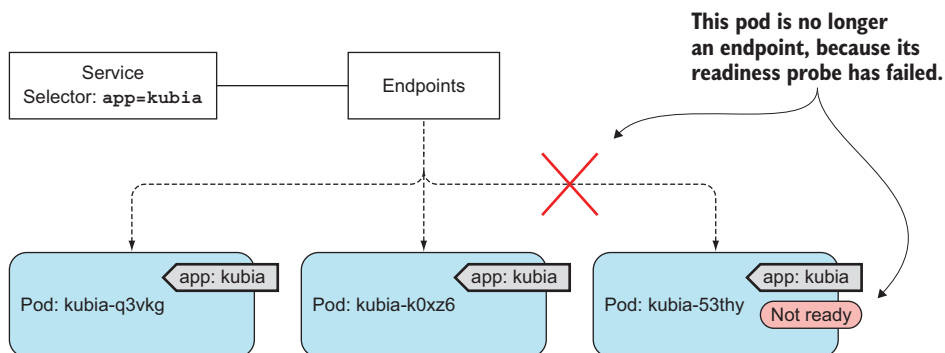 This pod is no longer
an endpoint, because its
readiness probe has failed.
Service
Selector: app=kubia
Endpoints
app: kubia
Pod: kubia-q3vkg
app: kubia
Pod: kubia-k0xz6
app: kubia
Pod: kubia-53thy
Not ready